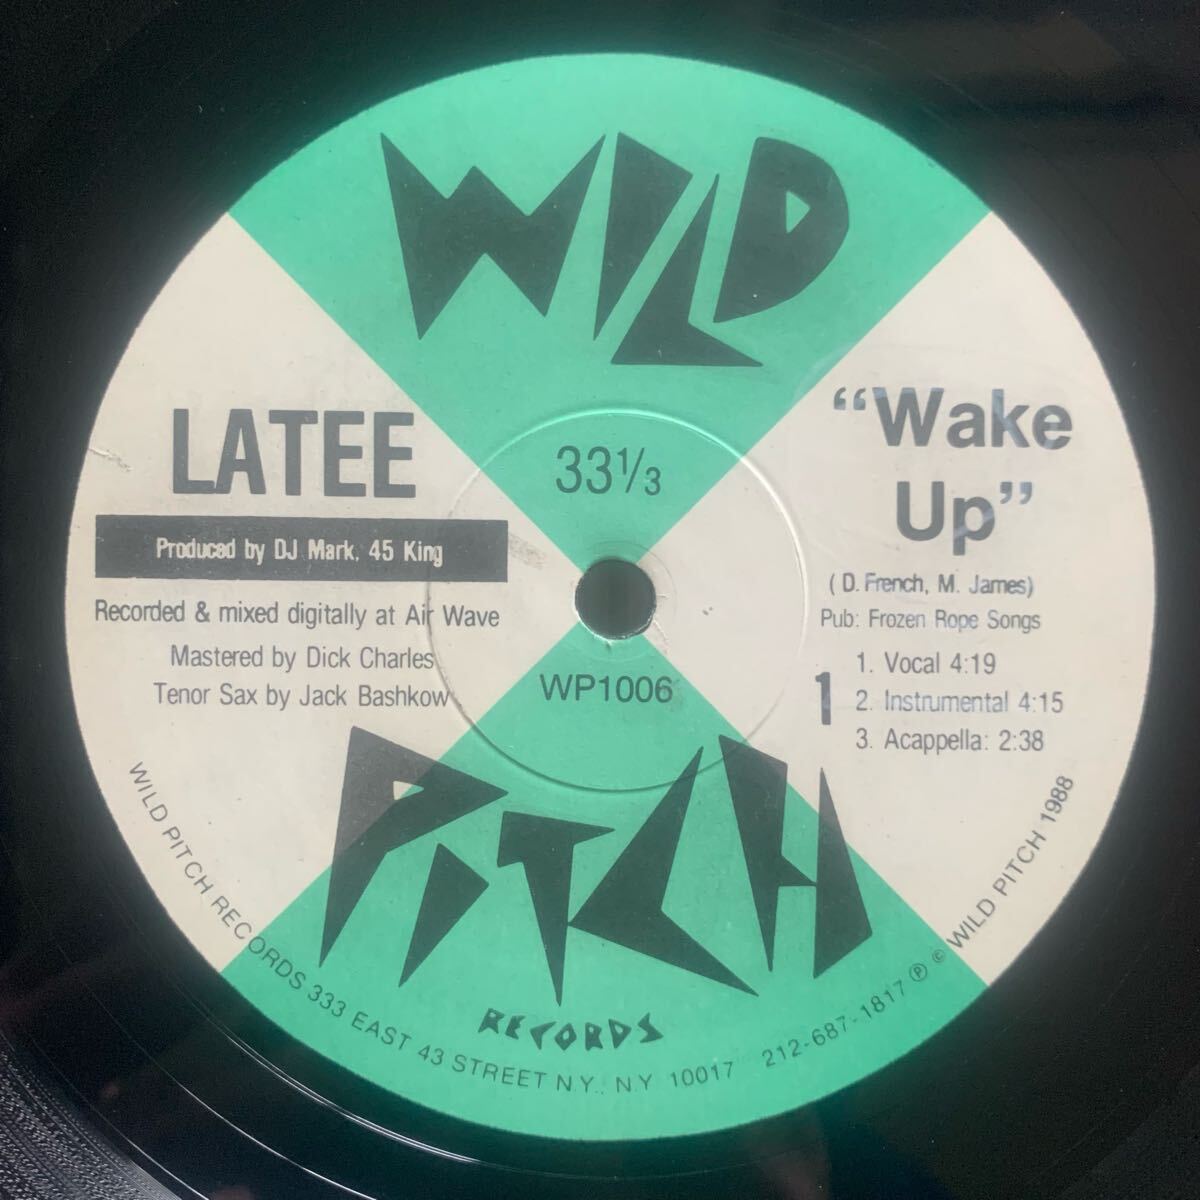 WILD
33⅓
LATEE
Produced by DJ Mark, 45 King
Recorded & mixed digitally at Air Wave
Mastered by Dick Charles
Tenor Sax by Jack Bashkow
“Wake
Up”
( D. French, M. James)
Pub: Frozen Rope Songs
1
1. Vocal 4:19
2. Instrumental 4:15
3. Acappella: 2:38
WP1006
PITCH
RECORDS
WILD PITCH RECORDS 333 EAST 43 STREET N.Y., N.Y 10017 212-687-1817 ℗ © WILD PITCH 1988